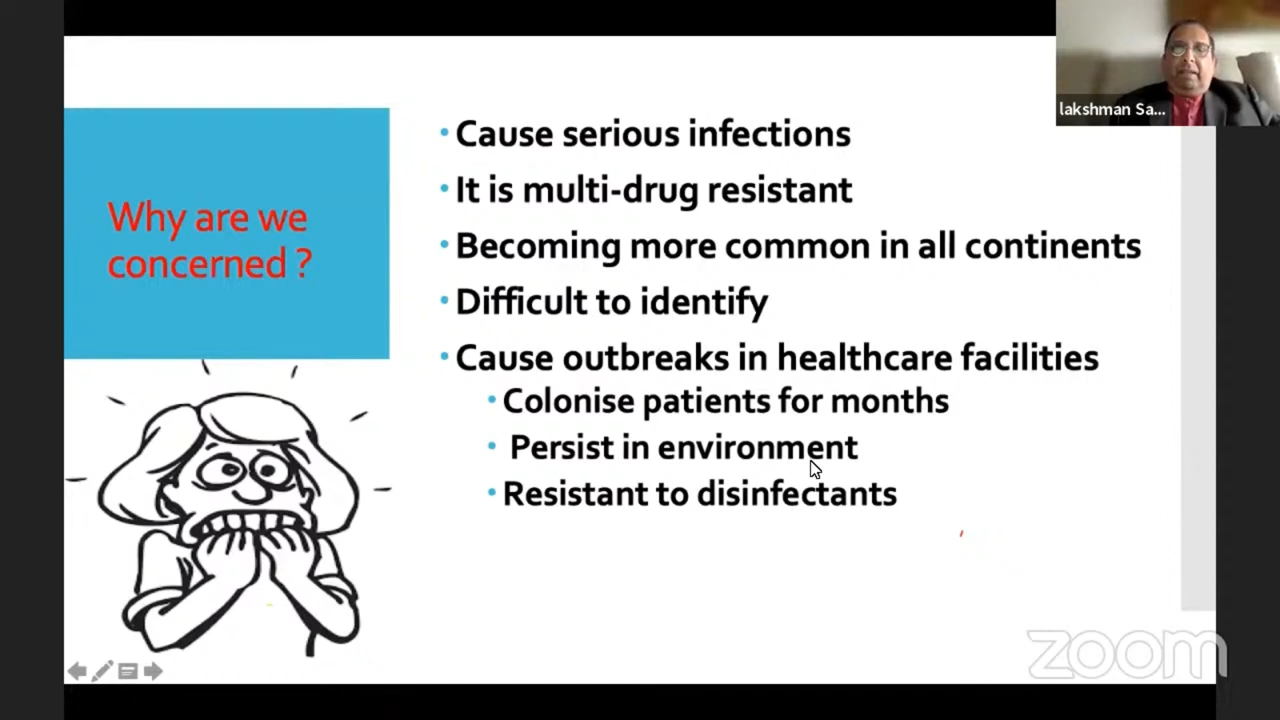 lakshman Sa...
Why are we
concerned ?
• Cause serious infections
• It is multi-drug resistant
• Becoming more common in all continents
• Difficult to identify
• Cause outbreaks in healthcare facilities
• Colonise patients for months
• Persist in environment
• Resistant to disinfectants
zoom